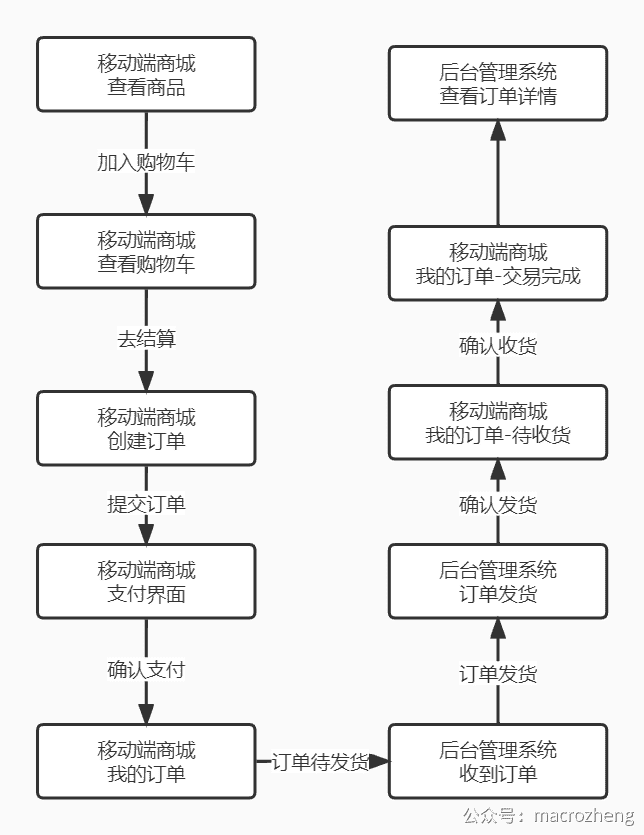 移动端商城
查看商品
加入购物车
移动端商城
查看购物车
去结算
移动端商城
创建订单
提交订单
移动端商城
支付界面
确认支付
移动端商城
我的订单
订单待发货
后台管理系统
收到订单
订单发货
后台管理系统
订单发货
确认发货
移动端商城
我的订单-待收货
确认收货
移动端商城
我的订单-交易完成
后台管理系统
查看订单详情
公众号：macrozheng